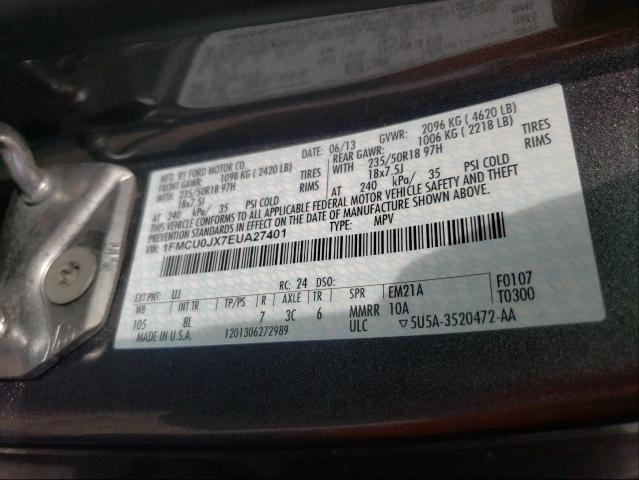 MFD. BY FORD MOTOR CO.
DATE: 06/13 GVWR: 2096 KG ( 4620 LB)
FRONT GAWR: 1098 KG ( 2420 LB) REAR GAWR: 1006 KG ( 2218 LB)
WITH 235/50R18 97H TIRES WITH 235/50R18 97H TIRES
18x7.5J RIMS 18x7.5J RIMS
AT 240 kPa/ 35 PSI COLD AT 240 kPa/ 35 PSI COLD
THIS VEHICLE CONFORMS TO ALL APPLICABLE FEDERAL MOTOR VEHICLE SAFETY AND THEFT
PREVENTION STANDARDS IN EFFECT ON THE DATE OF MANUFACTURE SHOWN ABOVE.
1FMCU0JX7EUA27401 TYPE: MPV
EXT PNT: UJ RC: 24 DSO: F0107
WB INT TR TP/PS R AXLE TR SPR EM21A T0300
105 8L 7 3C 6 MMRR 10A
MADE IN U.S.A. 1201306272989 ULC ▽5U5A-3520472-AA